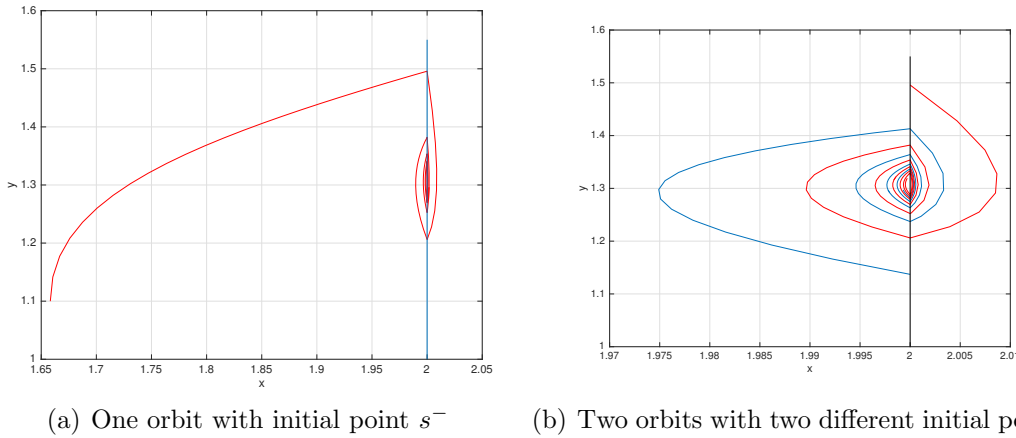 1.6
1.5
1.4
1.3
1.2
1.1
1
y
1.65 1.7 1.75 1.8 1.85 1.9 1.95 2 2.05
x
(a) One orbit with initial point s⁻
1.6
1.5
1.4
1.3
1.2
1.1
1
y
1.97 1.975 1.98 1.985 1.99 1.995 2 2.005 2.01
x
(b) Two orbits with two different initial po